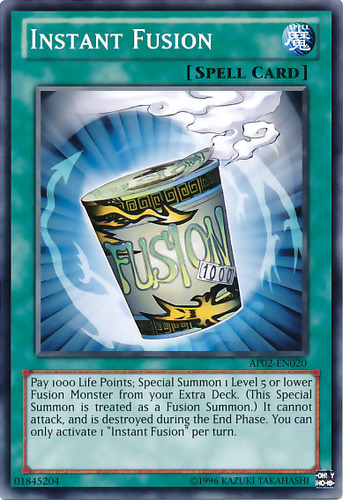 INSTANT FUSION
魔
[SPELL CARD]
FUSION
1000
AP02-EN020
Pay 1000 Life Points; Special Summon 1 Level 5 or lower
Fusion Monster from your Extra Deck. (This Special
Summon is treated as a Fusion Summon.) It cannot
attack, and is destroyed during the End Phase. You can
only activate 1 "Instant Fusion" per turn.
01845204
©1996 KAZUKI TAKAHASHI